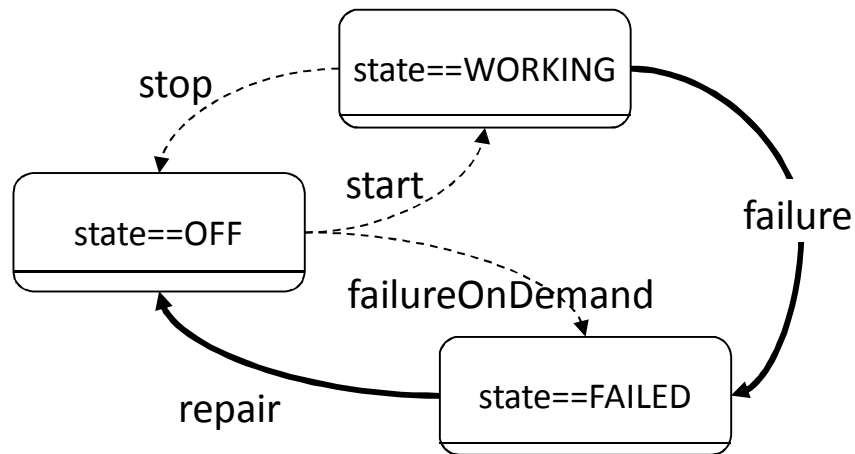 state==WORKING
stop
start
failure
state==OFF
failureOnDemand
state==FAILED
repair